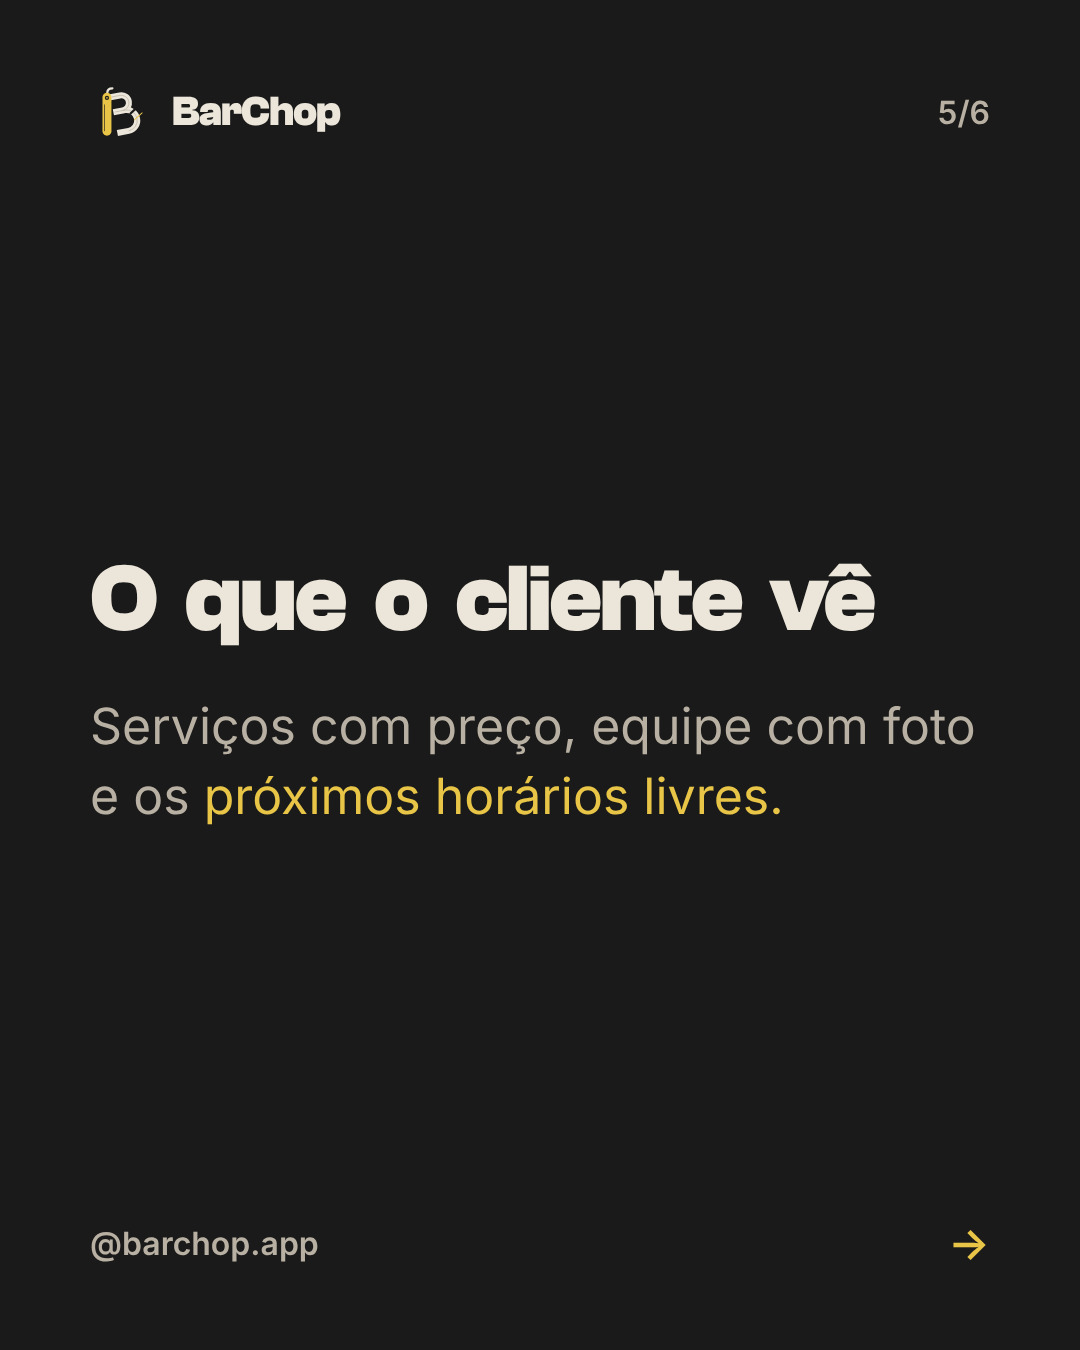 BarChop
5/6
O que o cliente vê
Serviços com preço, equipe com foto
e os próximos horários livres.
@barchop.app
→